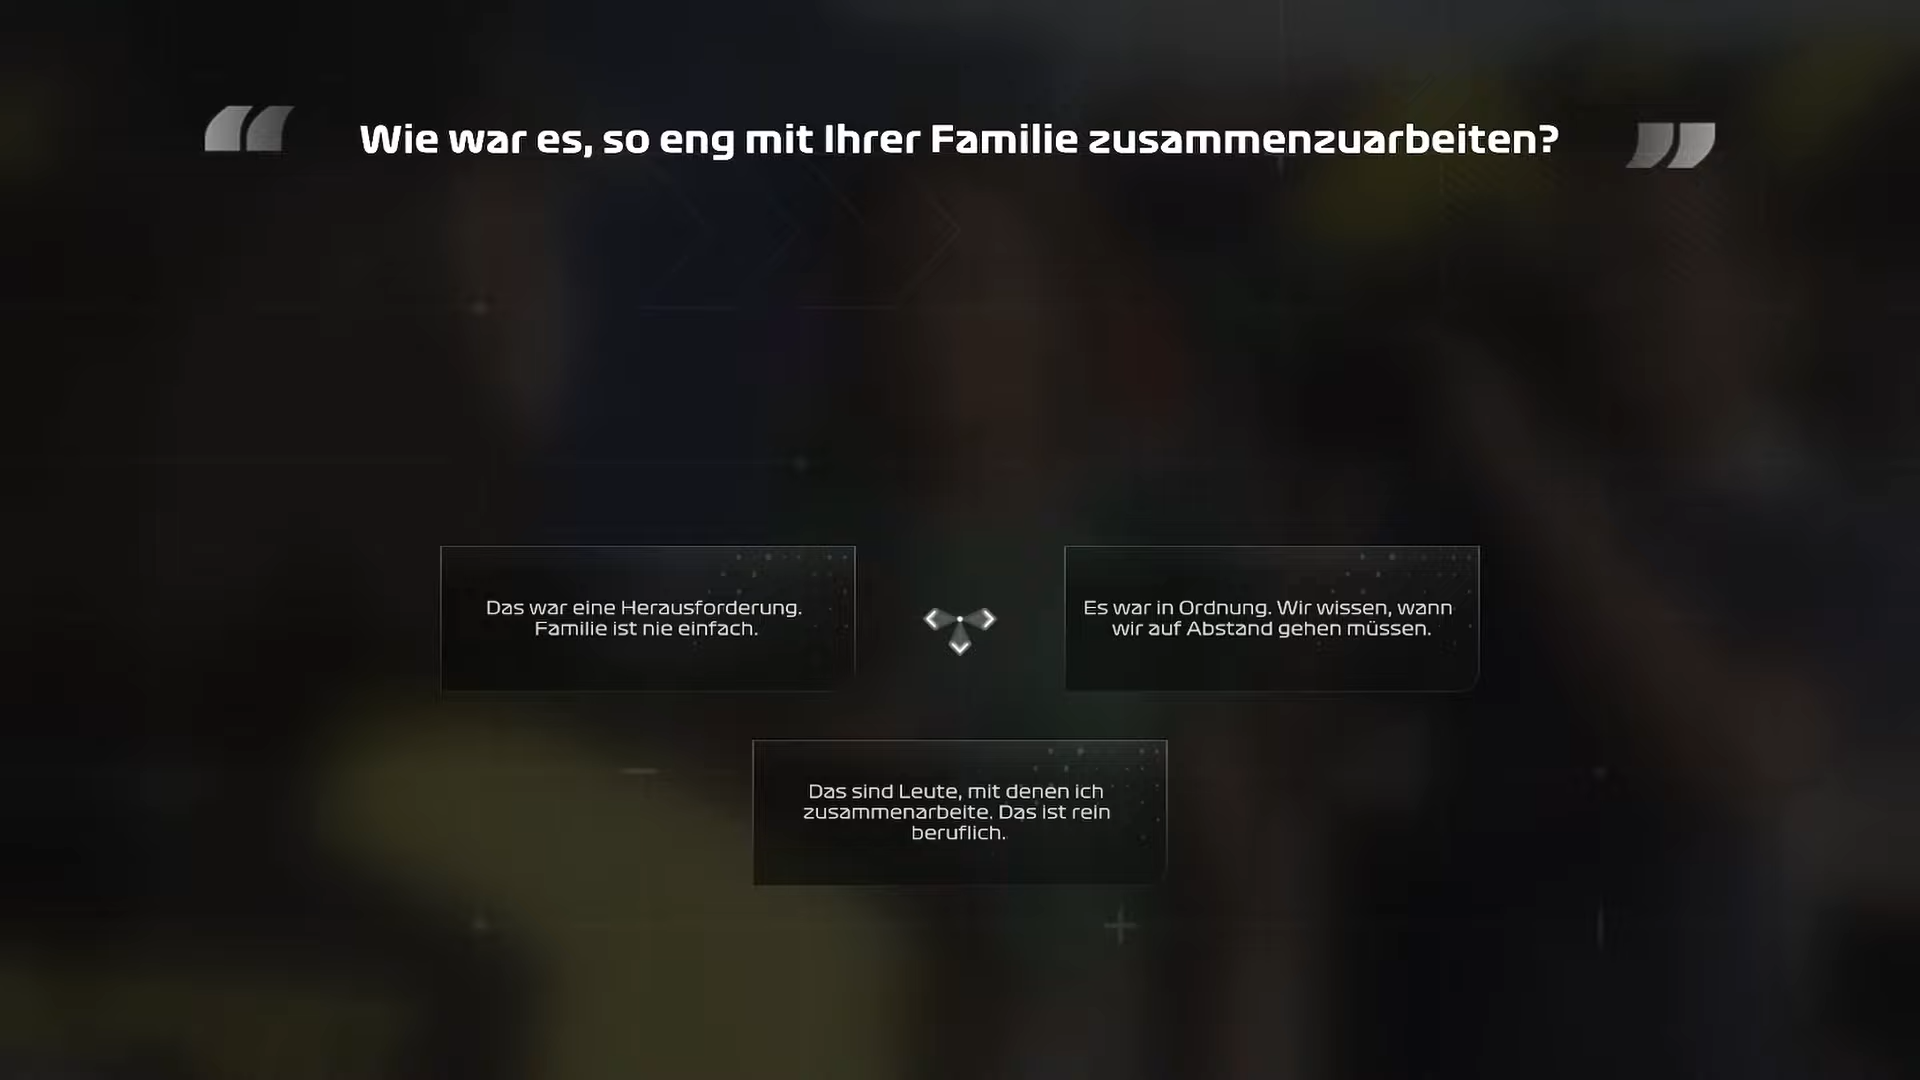 Wie war es, so eng mit Ihrer Familie zusammenzuarbeiten?
Das war eine Herausforderung.
Familie ist nie einfach.
Es war in Ordnung. Wir wissen, wann
wir auf Abstand gehen müssen.
Das sind Leute, mit denen ich
zusammenarbeite. Das ist rein
beruflich.